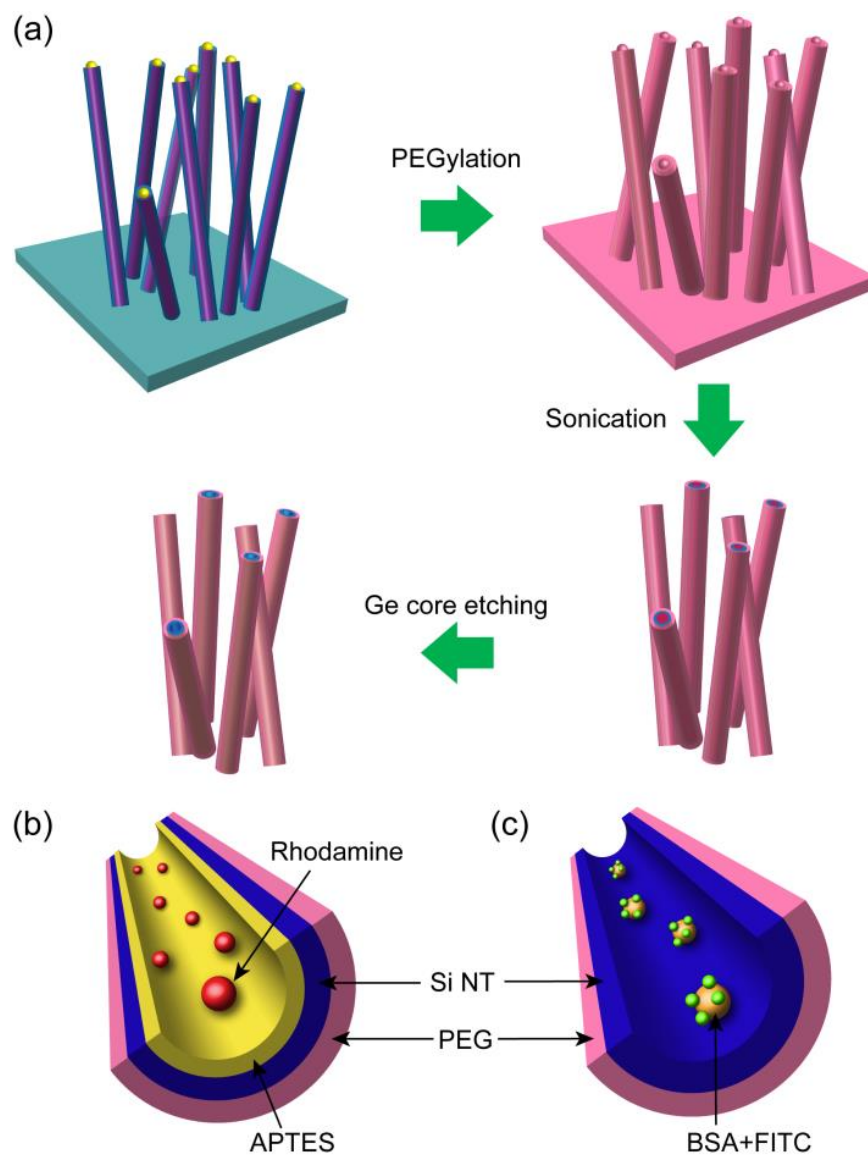 (a)
PEGylation
Sonication
Ge core etching
(b)
(c)
Rhodamine
Si NT
PEG
APTES
BSA+FITC